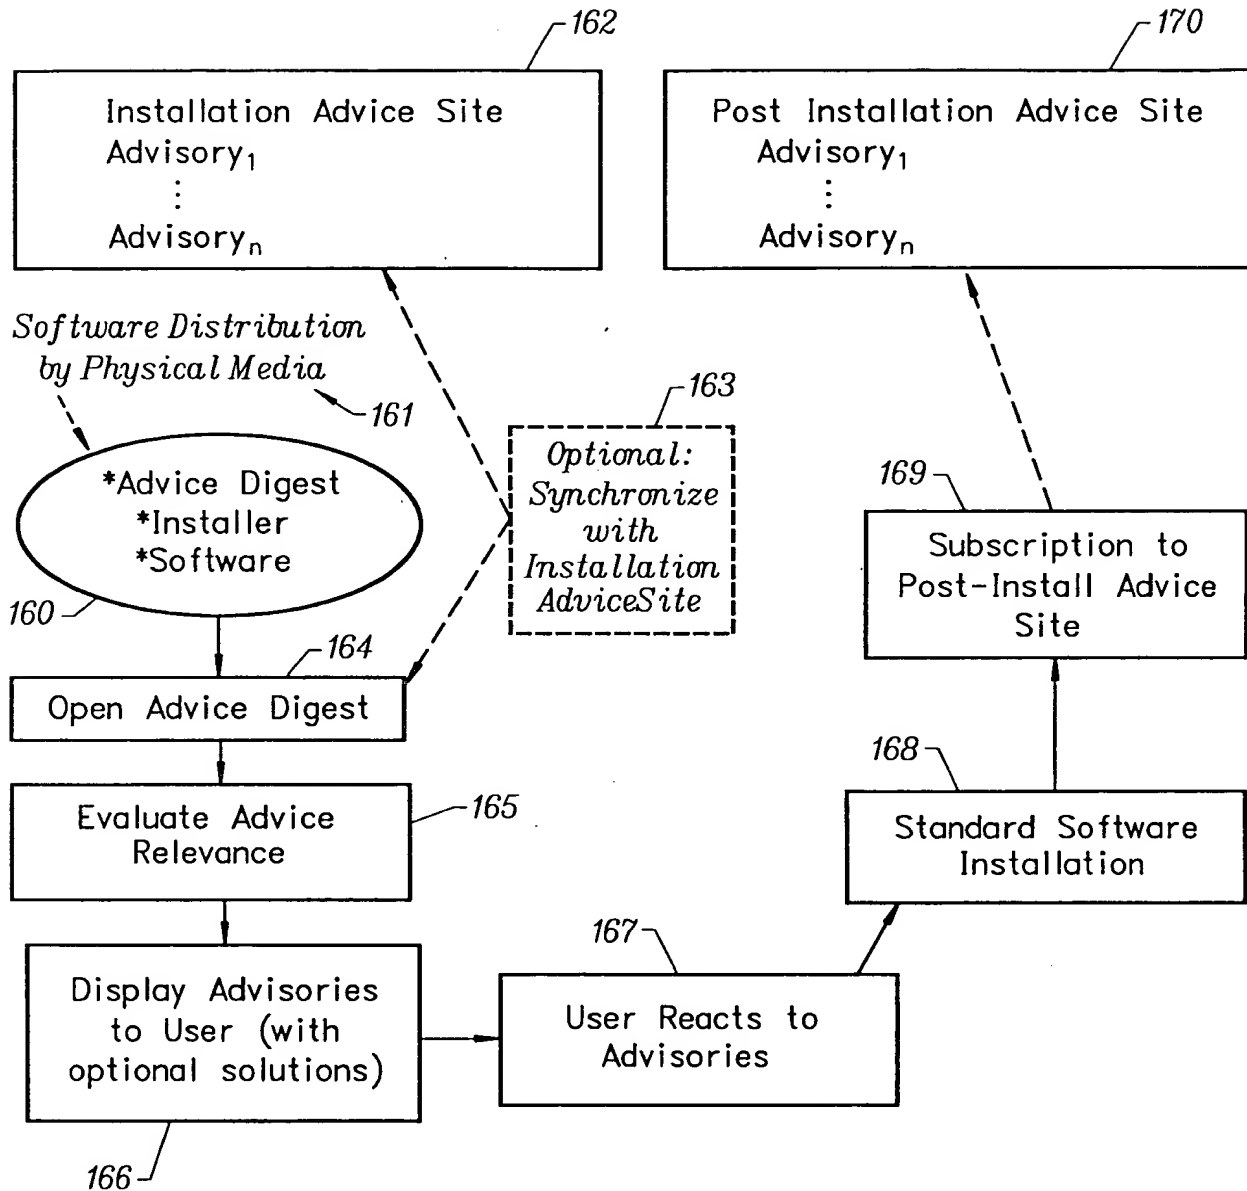 162
Installation Advice Site
Advisory1
⋮
Advisoryn
170
Post Installation Advice Site
Advisory1
⋮
Advisoryn
Software Distribution
by Physical Media
161
*Advice Digest
*Installer
*Software
160
163
Optional:
Synchronize
with
Installation
AdviceSite
164
Open Advice Digest
165
Evaluate Advice
Relevance
166
Display Advisories
to User (with
optional solutions)
167
User Reacts to
Advisories
168
Standard Software
Installation
169
Subscription to
Post-Install Advice
Site